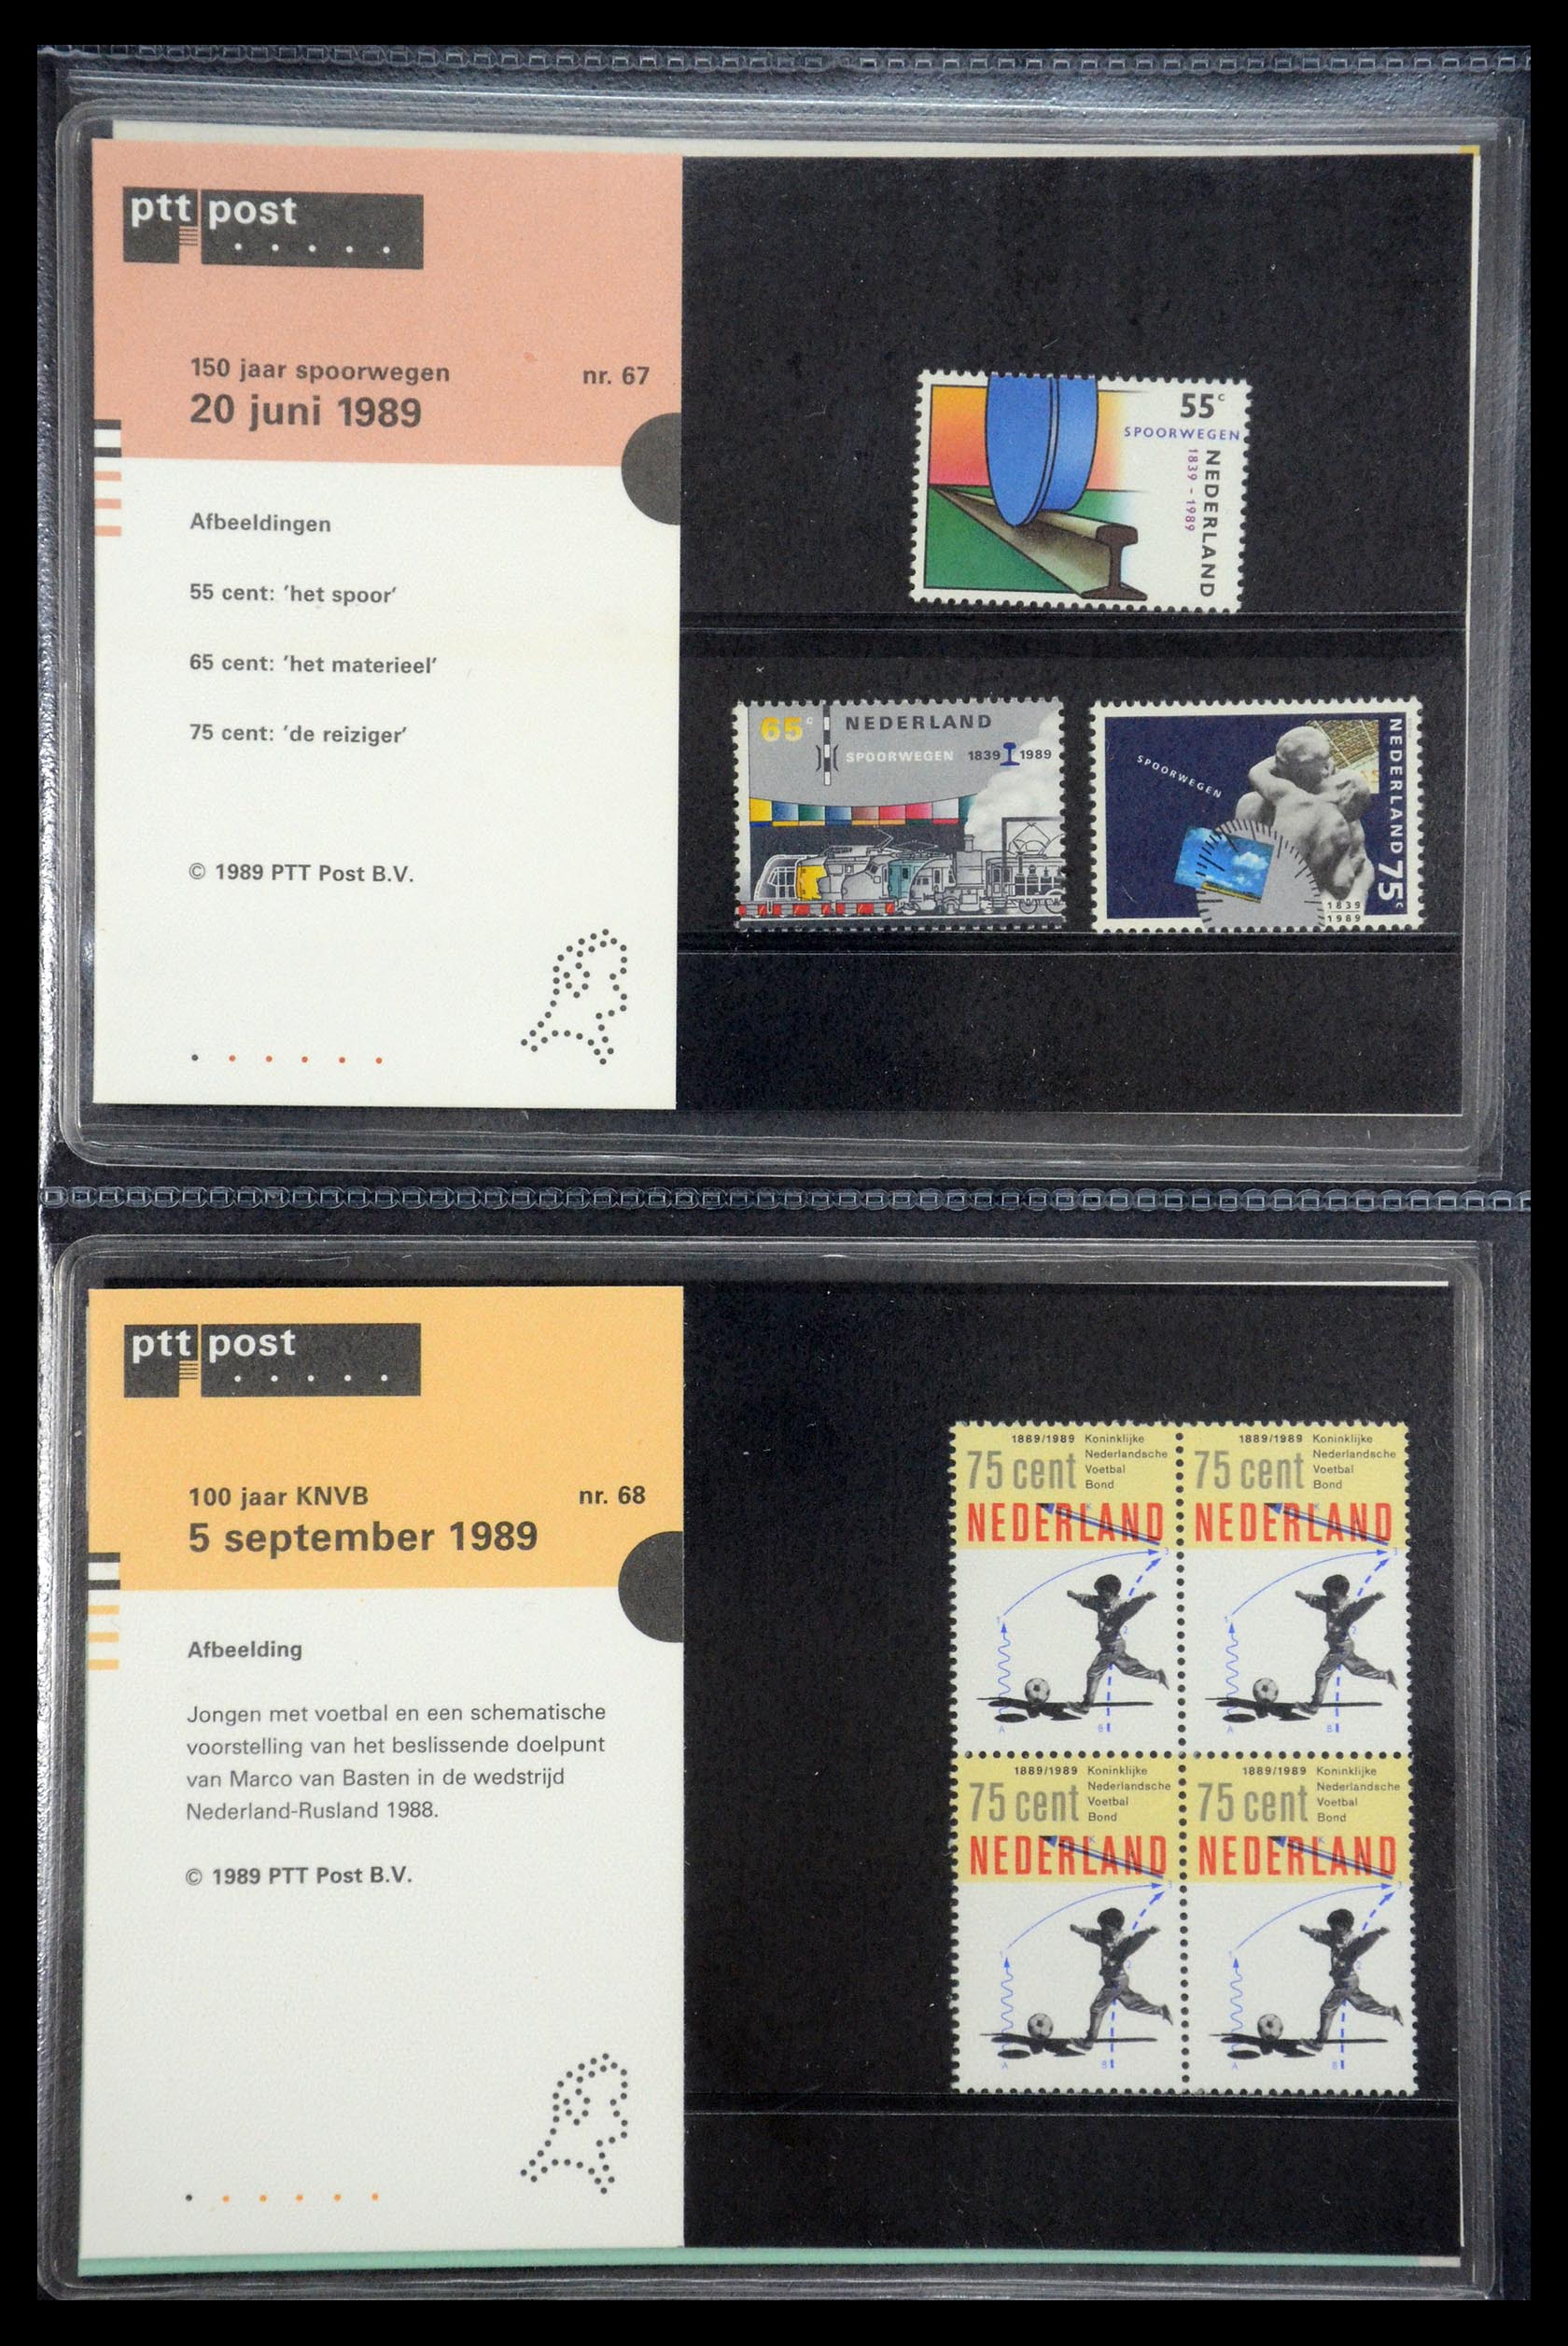 ptt post
150 jaar spoorwegen nr. 67
20 juni 1989
Afbeeldingen
55 cent: ‘het spoor’
65 cent: ‘het materieel’
75 cent: ‘de reiziger’
© 1989 PTT Post B.V.
55c
SPOORWEGEN
NEDERLAND
1839 - 1989
65c NEDERLAND
SPOORWEGEN 1839 1989
SPOORWEGEN
NEDERLAND 75c
1839
1989
ptt post
100 jaar KNVB nr. 68
5 september 1989
Afbeelding
Jongen met voetbal en een schematische
voorstelling van het beslissende doelpunt
van Marco van Basten in de wedstrijd
Nederland-Rusland 1988.
© 1989 PTT Post B.V.
1889/1989 Koninklijke
Nederlandsche
Voetbal
Bond
75 cent
NEDERLAND
A B
1889/1989 Koninklijke
Nederlandsche
Voetbal
Bond
75 cent
NEDERLAND
A B
1889/1989 Koninklijke
Nederlandsche
Voetbal
Bond
75 cent
NEDERLAND
A B
1889/1989 Koninklijke
Nederlandsche
Voetbal
Bond
75 cent
NEDERLAND
A B